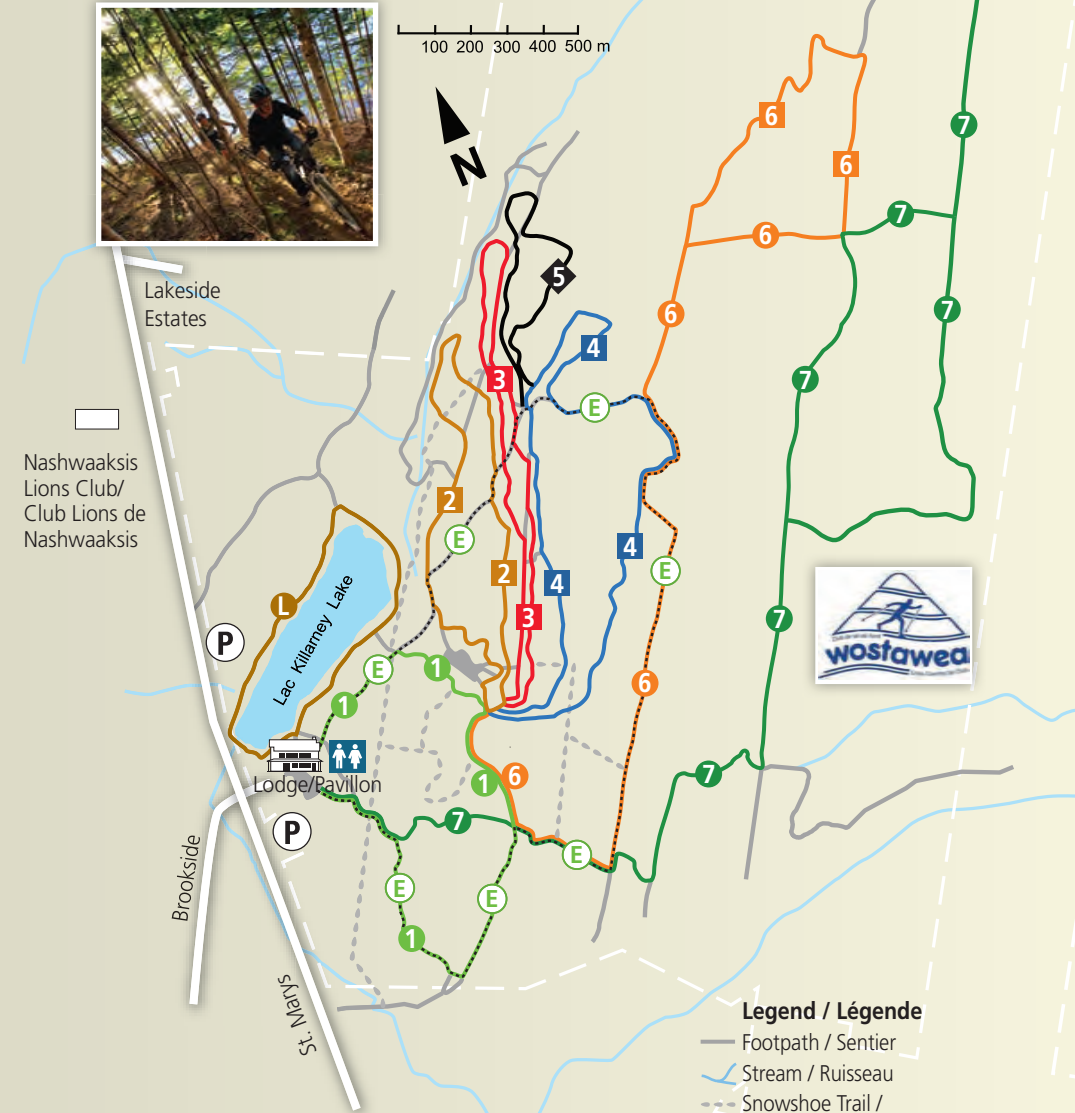 100 200 300 400 500 m
N
6
7
6
7
6
5
Lakeside
Estates
7
6
4
3
7
E
Nashwaaksis
Lions Club/
Club Lions de
Nashwaaksis
2
E
4
E
2
4
L
3
7
Lac Killarney Lake
wostawea
P
E
1
6
1
Lodge/Pavillon
1
6
7
7
P
E
E
E
1
Brookside
St. Marys
Legend / Légende
Footpath / Sentier
Stream / Ruisseau
Snowshoe Trail /